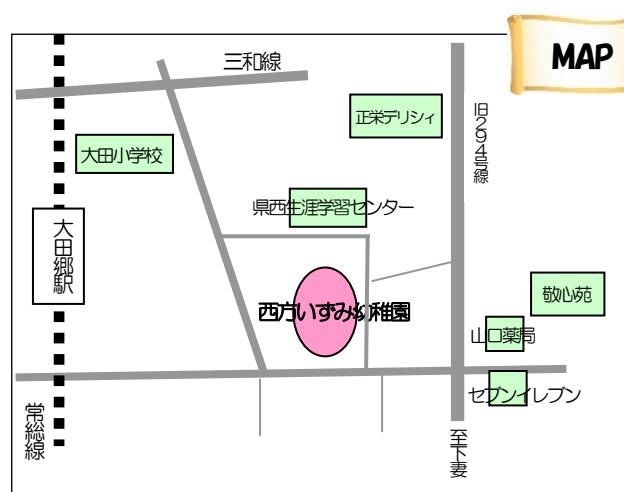 MAP
三和線
正栄デリシィ
旧294号線
大田小学校
県西生涯学習センター
大田郷駅
敬心苑
西方いずみ幼稚園
山口薬局
セブンイレブン
常総線
至下妻